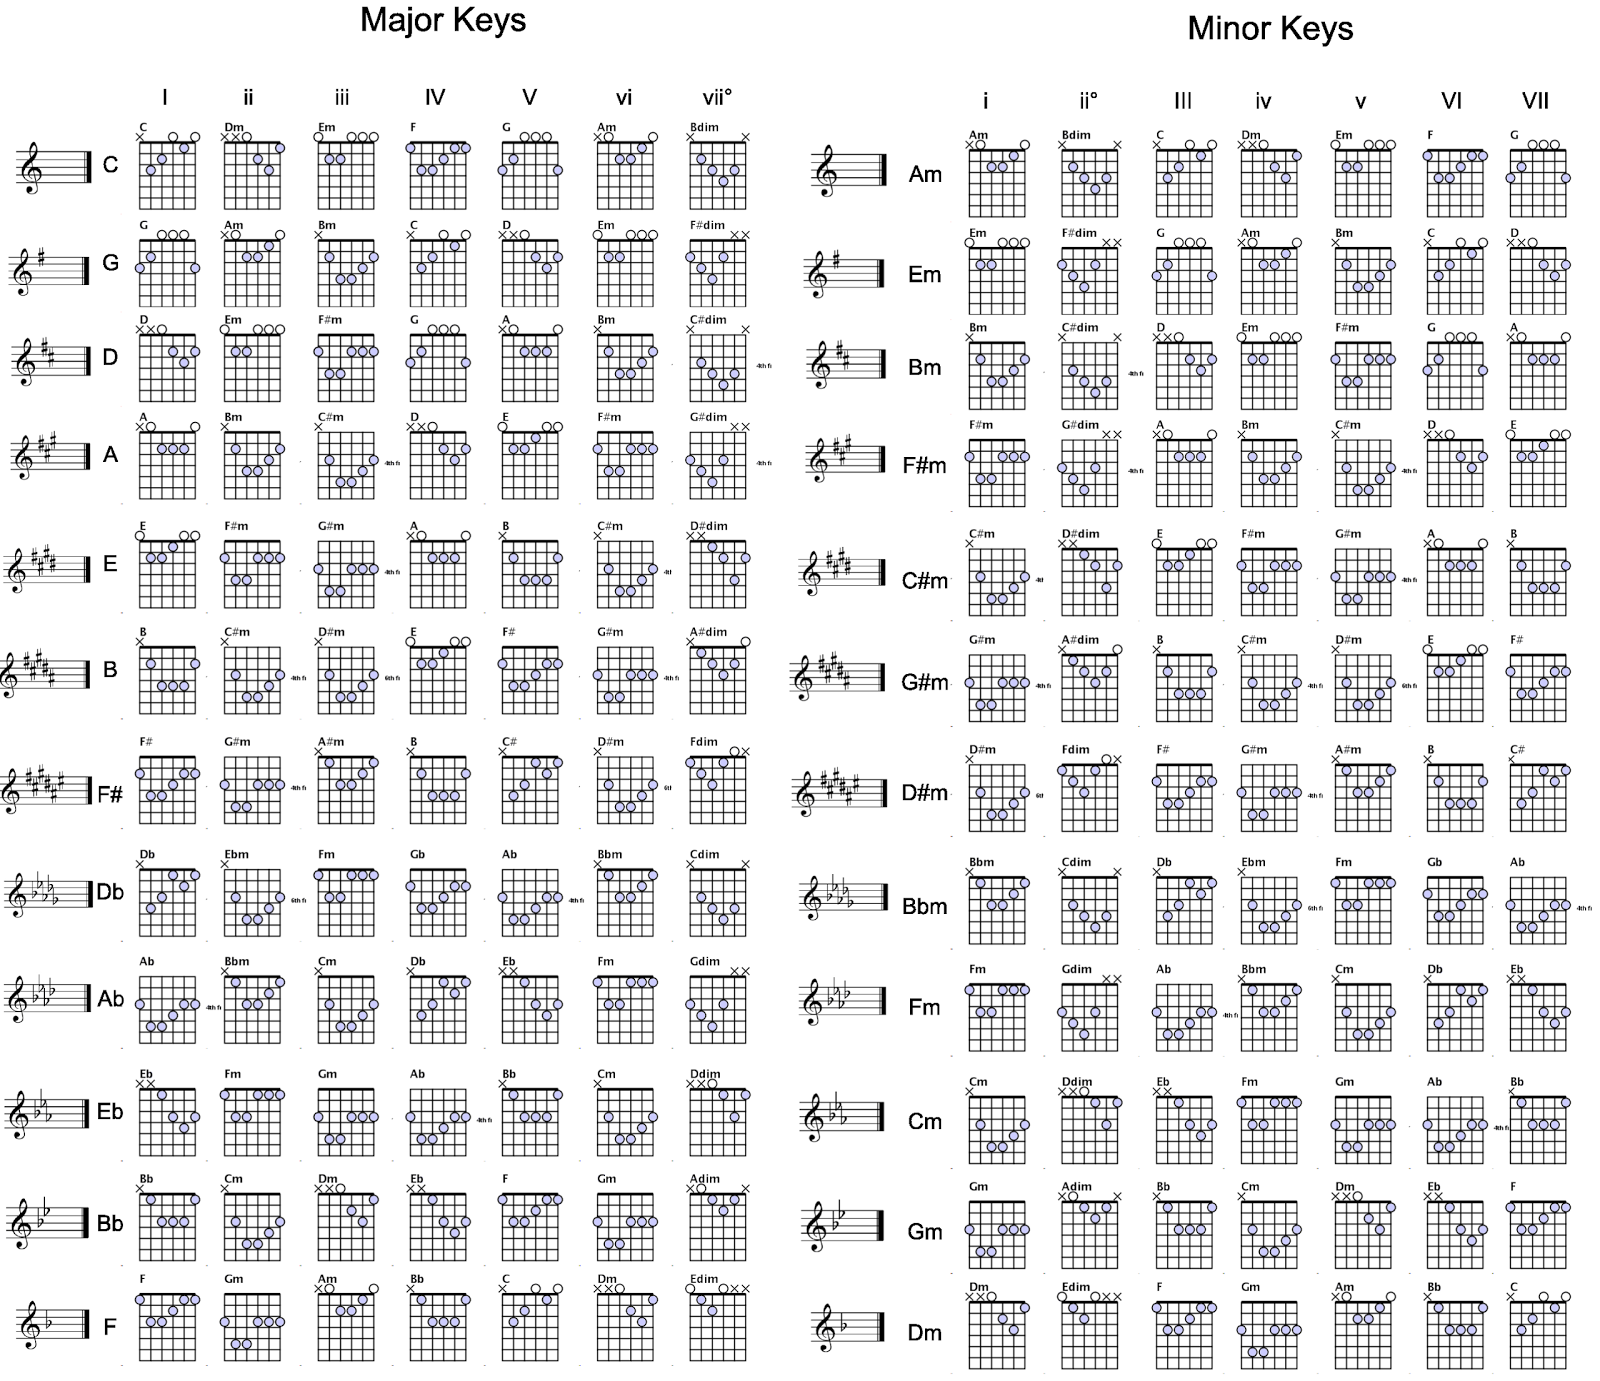 Major Keys
Minor Keys
I ii iii IV V vi vii°
i ii° III iv v VI VII
C Dm Em F G Am Bdim
C
Am Bdim C Dm Em F G
Am
G Am Bm C D Em F#dim
G
Em F#dim G Am Bm C D
Em
D Em F#m G A Bm C#dim
D 4th fr
Bm C#dim D Em F#m G A
Bm 4th fr
A Bm C#m D E F#m G#dim
A 4th fr 4th fr
F#m G#dim A Bm C#m D E
F#m 4th fr 4th fr
E F#m G#m A B C#m D#dim
E 4th fr 4th
C#m D#dim E F#m G#m A B
C#m 4th 4th fr
B C#m D#m E F# G#m A#dim
B 4th fr 6th fr 4th fr
G#m A#dim B C#m D#m E F#
G#m 4th fr 4th fr 6th fr
F# G#m A#m B C# D#m Fdim
F# 4th fr 6th
D#m Fdim F# G#m A#m B C#
D#m 6th 4th fr
Db Ebm Fm Gb Ab Bbm Cdim
Db 6th fr 4th fr
Bbm Cdim Db Ebm Fm Gb Ab
Bbm 6th fr 4th fr
Ab Bbm Cm Db Eb Fm Gdim
Ab 4th fr
Fm Gdim Ab Bbm Cm Db Eb
Fm 4th fr
Eb Fm Gm Ab Bb Cm Ddim
Eb 4th fr
Cm Ddim Eb Fm Gm Ab Bb
Cm 4th fr
Bb Cm Dm Eb F Gm Adim
Bb
Gm Adim Bb Cm Dm Eb F
Gm
F Gm Am Bb C Dm Edim
F
Dm Edim F Gm Am Bb C
Dm